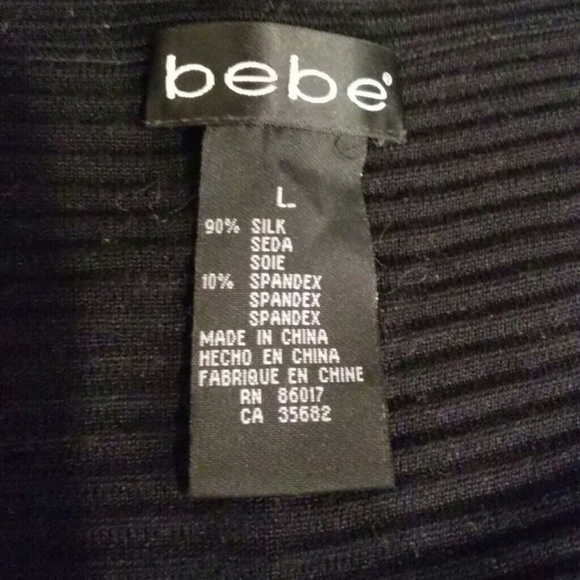 bebe®
L
90% SILK
SEDA
SOIE
10% SPANDEX
SPANDEX
SPANDEX
MADE IN CHINA
HECHO EN CHINA
FABRIQUE EN CHINE
RN 86017
CA 35682